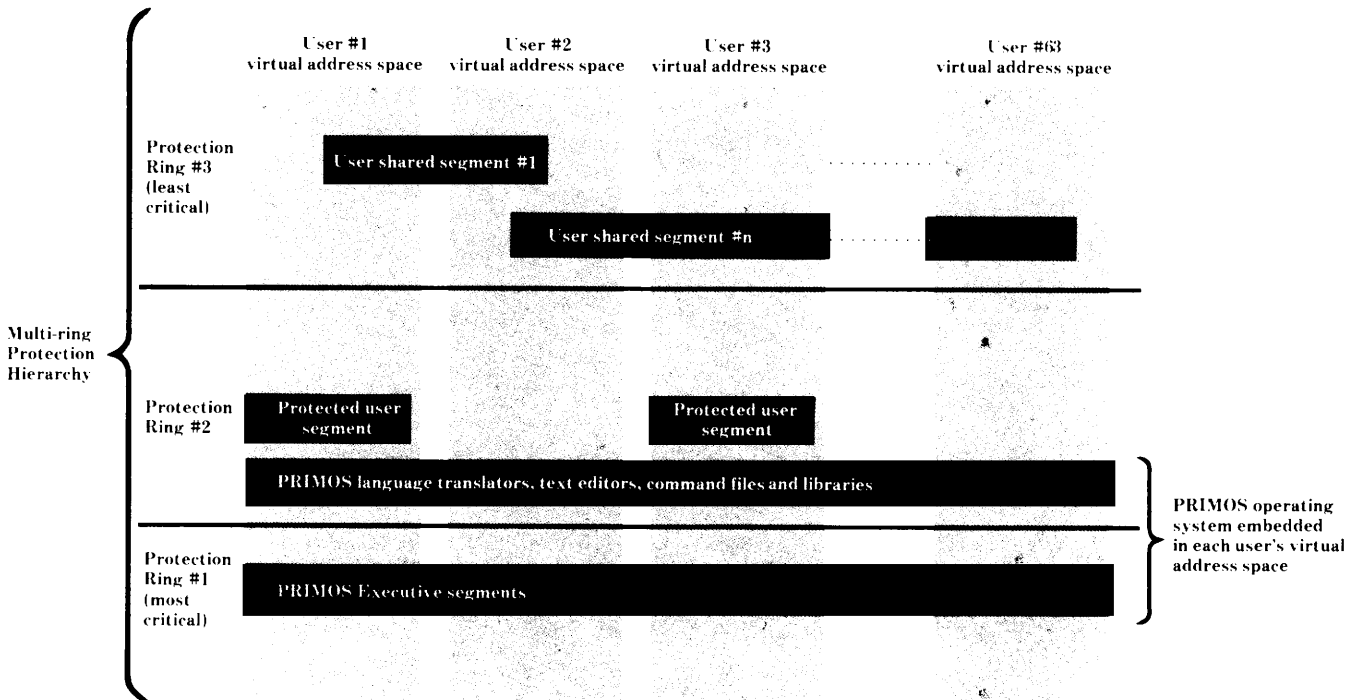 User #1
virtual address space
User #2
virtual address space
User #3
virtual address space
User #63
virtual address space
Protection
Ring #3
(least
critical)
User shared segment #1
User shared segment #n
Multi-ring
Protection
Hierarchy
Protection
Ring #2
Protected user
segment
Protected user
segment
PRIMOS language translators, text editors, command files and libraries
PRIMOS operating
system embedded
in each user's virtual
address space
Protection
Ring #1
(most
critical)
PRIMOS Executive segments